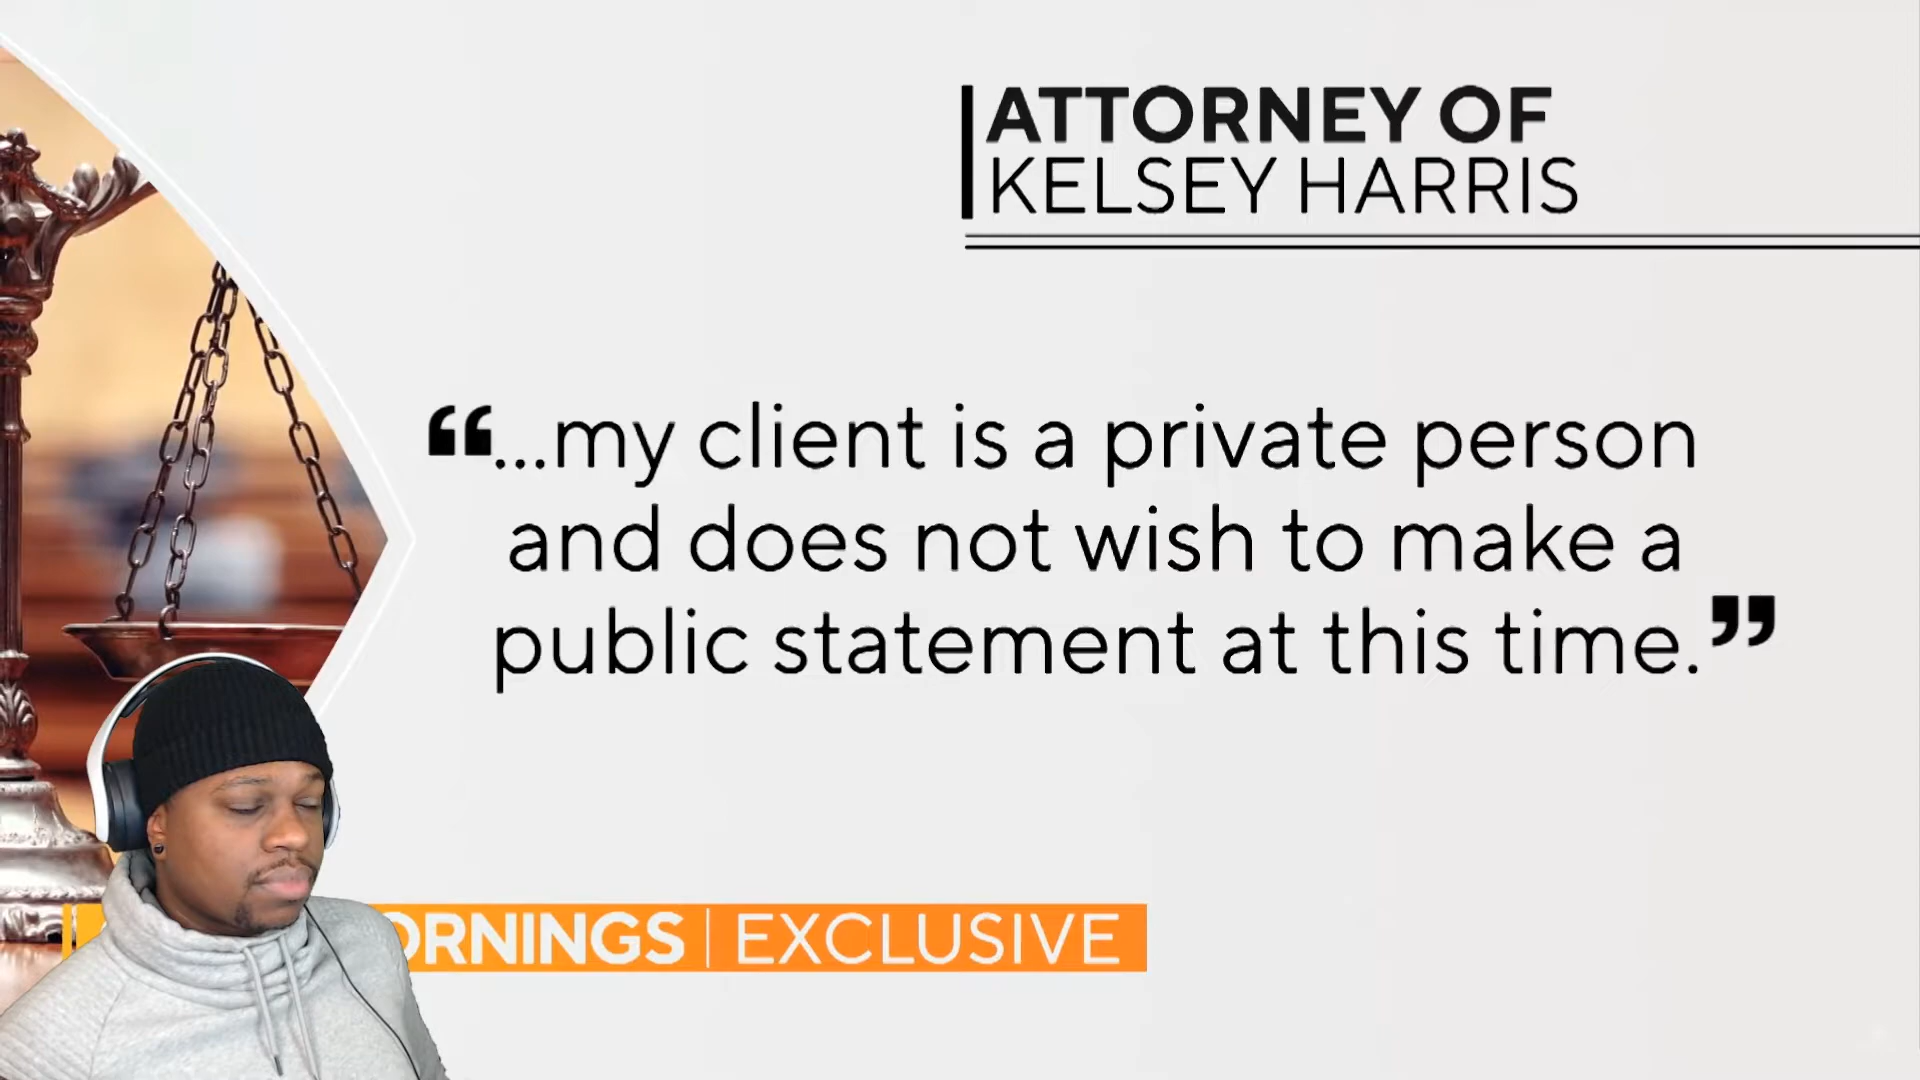 ATTORNEY OF
KELSEY HARRIS
“...my client is a private person
and does not wish to make a
public statement at this time.”
EXCLUSIVE